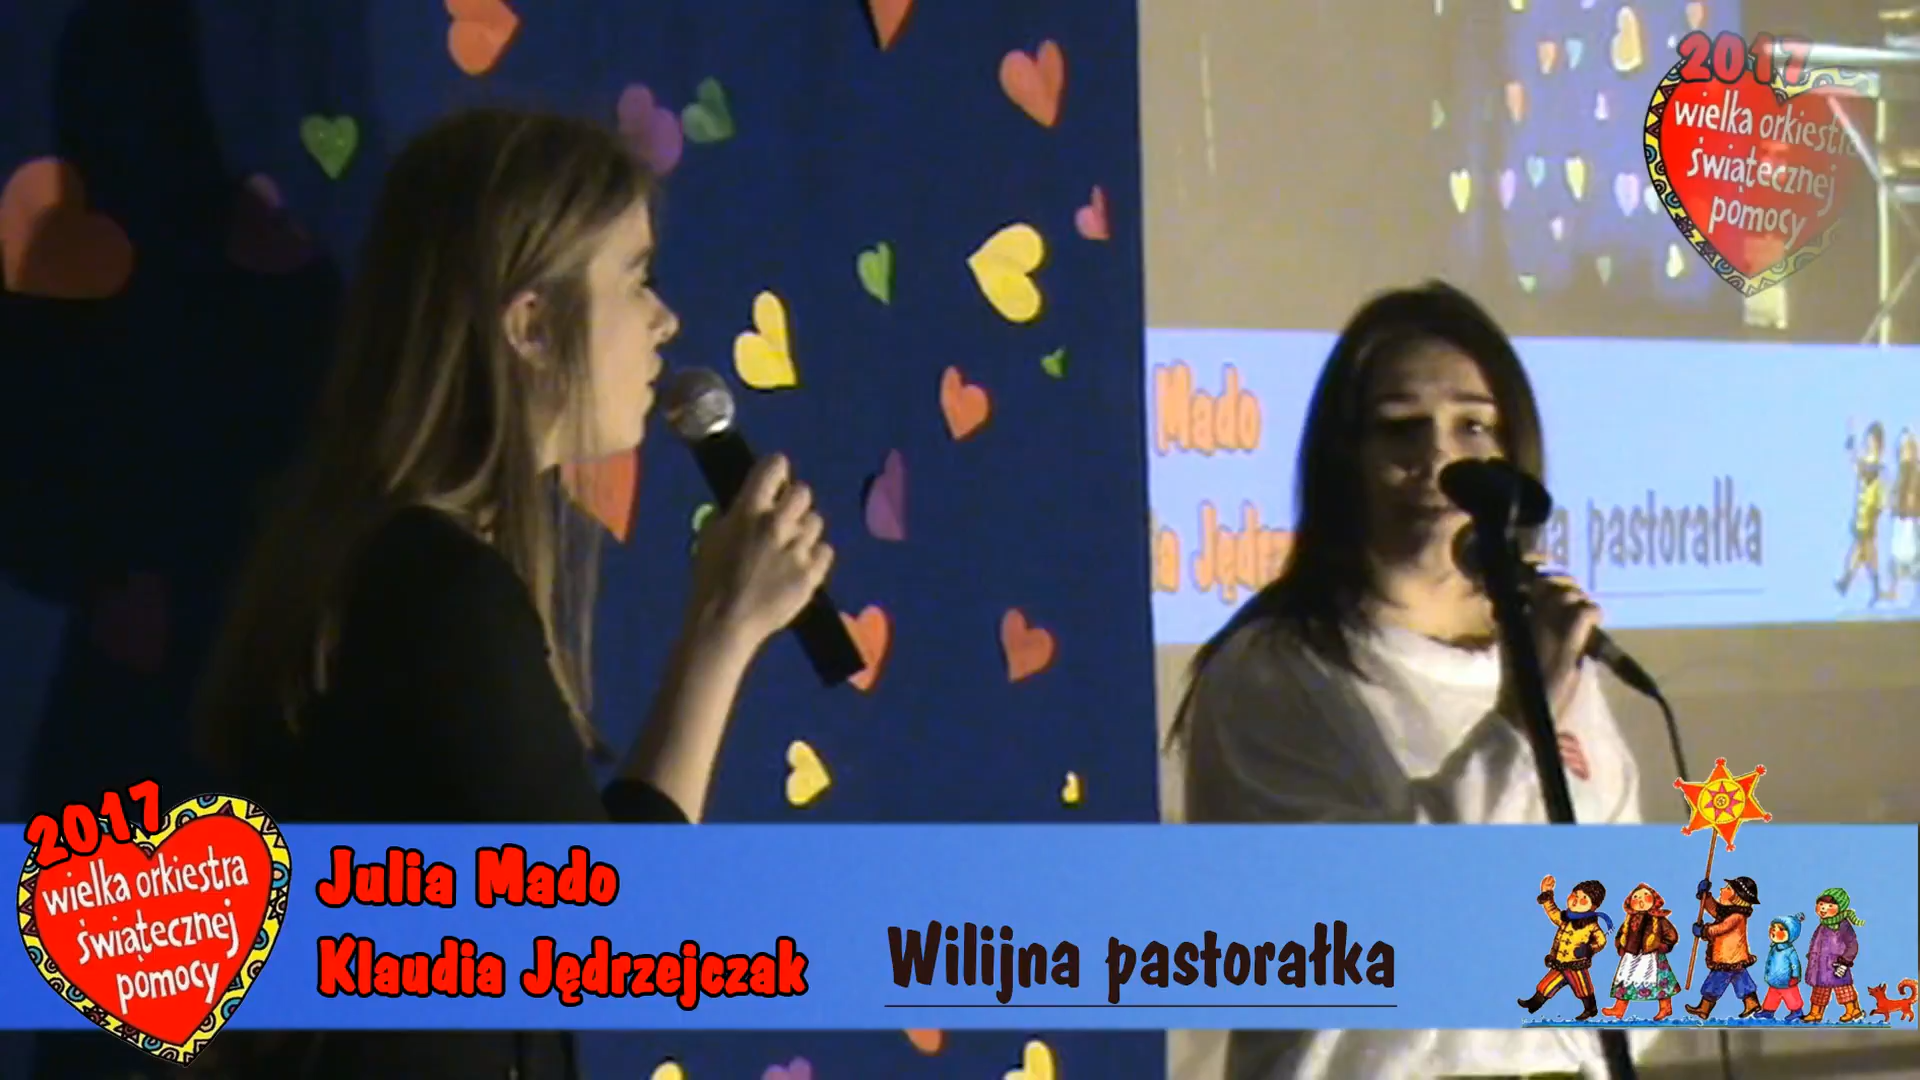 2017
wielka orkiestra
świątecznej
pomocy
Mado
pastorałka
2017
wielka orkiestra
świątecznej
pomocy
Julia Mado
Klaudia Jędrzejczak
Wilijna pastorałka